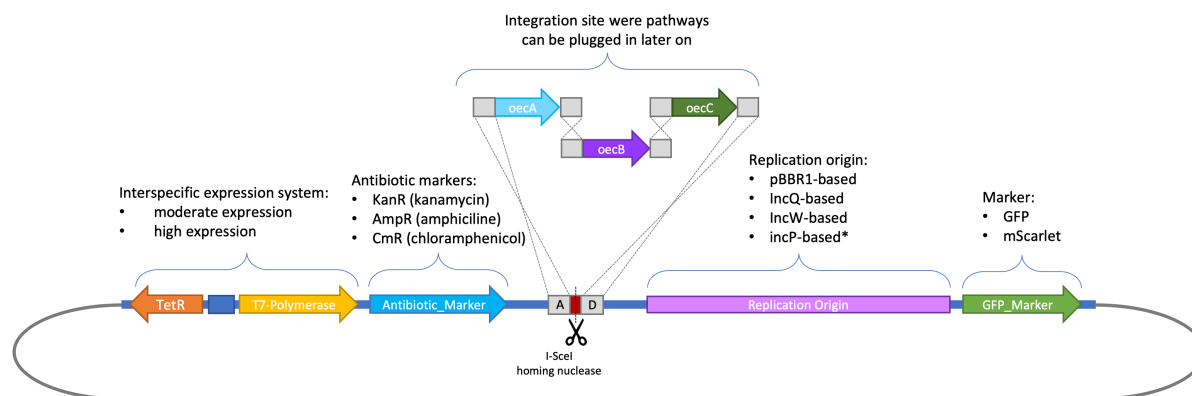 Integration site were pathways
can be plugged in later on
oecA
oecC
oecB
Interspecific expression system:
• moderate expression
• high expression
Antibiotic markers:
• KanR (kanamycin)
• AmpR (amphiciline)
• CmR (chloramphenicol)
Replication origin:
• pBBR1-based
• IncQ-based
• IncW-based
• incP-based*
Marker:
• GFP
• mScarlet
TetR
T7-Polymerase
Antibiotic_Marker
A
D
Replication Origin
GFP_Marker
I-SceI
homing nuclease